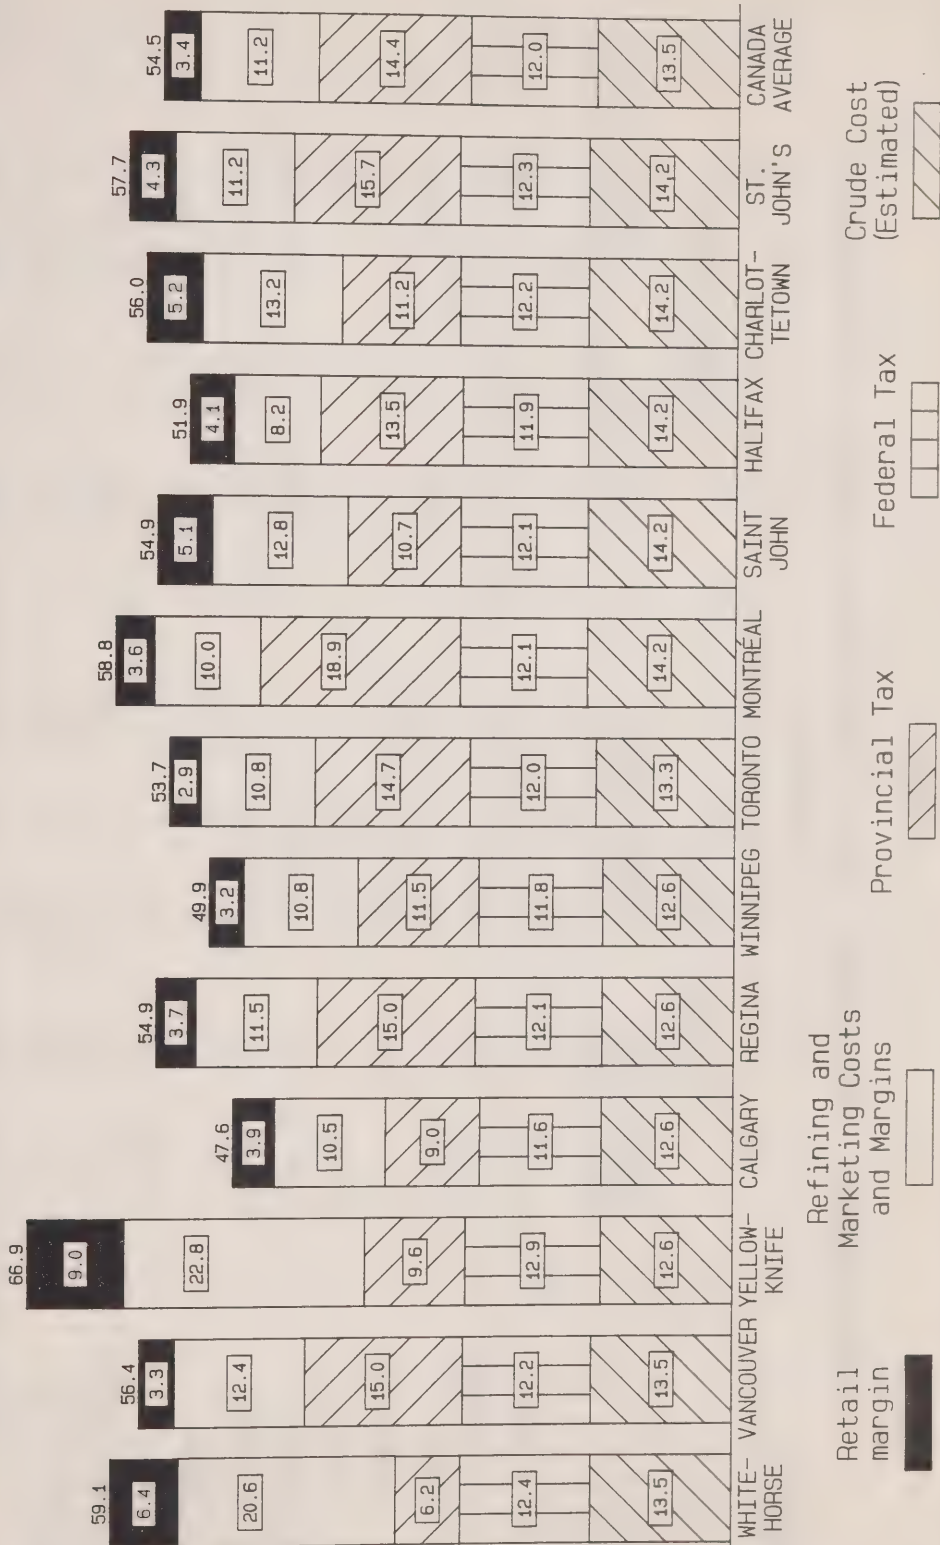 59.1
6.4
20.6
6.2
12.4
13.5
WHITE-
HORSE
56.4
3.3
12.4
15.0
12.2
13.5
VANCOUVER
66.9
9.0
22.8
9.6
12.9
12.6
YELLOW-
KNIFE
47.6
3.9
10.5
9.0
11.6
12.6
CALGARY
54.9
3.7
11.5
15.0
12.1
12.6
REGINA
49.9
3.2
10.8
11.5
11.8
12.6
WINNIPEG
53.7
2.9
10.8
14.7
12.0
13.3
TORONTO
58.8
3.6
10.0
18.9
12.1
14.2
MONTRÉAL
54.9
5.1
12.8
10.7
12.1
14.2
SAINT
JOHN
51.9
4.1
8.2
13.5
11.9
14.2
HALIFAX
56.0
5.2
13.2
11.2
12.2
14.2
CHARLOT-
TETOWN
57.7
4.3
11.2
15.7
12.3
14.2
ST.
JOHN'S
54.5
3.4
11.2
14.4
12.0
13.5
CANADA
AVERAGE
Retail
margin
Refining and
Marketing Costs
and Margins
Provincial Tax
Federal Tax
Crude Cost
(Estimated)